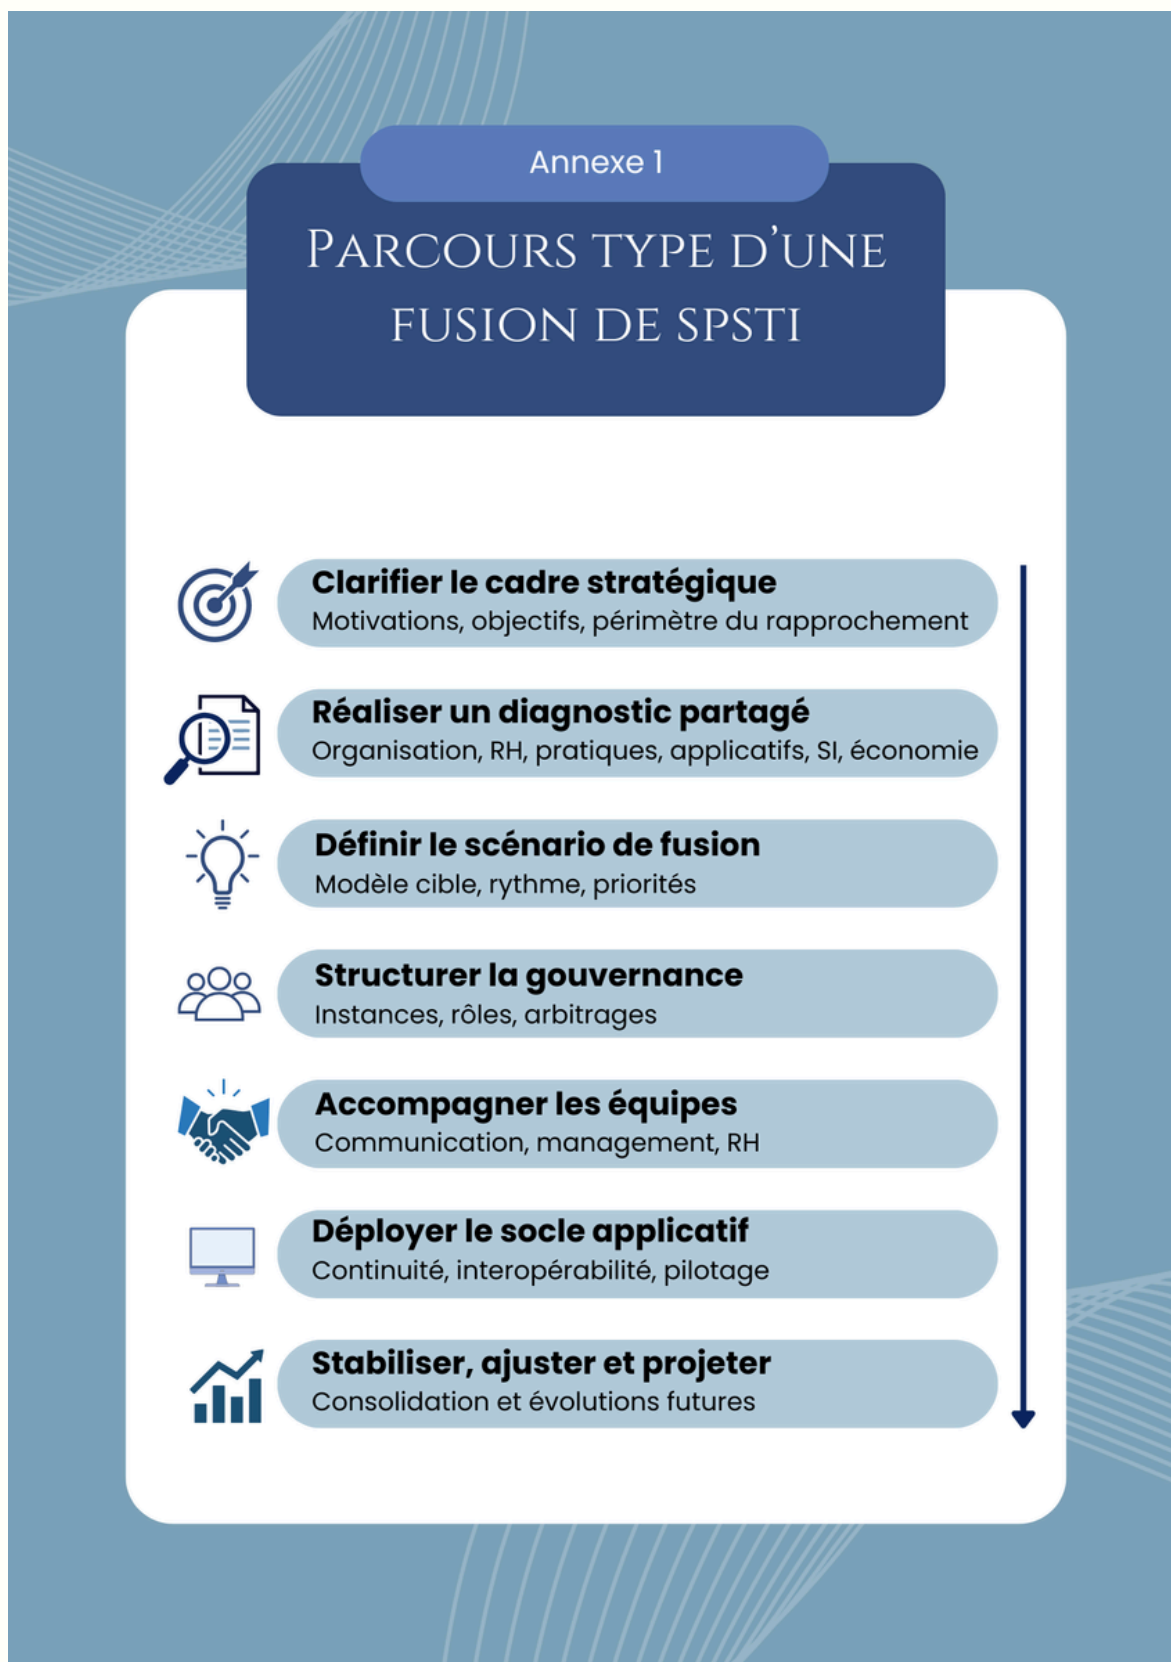 Annexe 1
Parcours type d’une
fusion de SPSTI
Clarifier le cadre stratégique
Motivations, objectifs, périmètre du rapprochement
Réaliser un diagnostic partagé
Organisation, RH, pratiques, applicatifs, SI, économie
Définir le scénario de fusion
Modèle cible, rythme, priorités
Structurer la gouvernance
Instances, rôles, arbitrages
Accompagner les équipes
Communication, management, RH
Déployer le socle applicatif
Continuité, interopérabilité, pilotage
Stabiliser, ajuster et projeter
Consolidation et évolutions futures